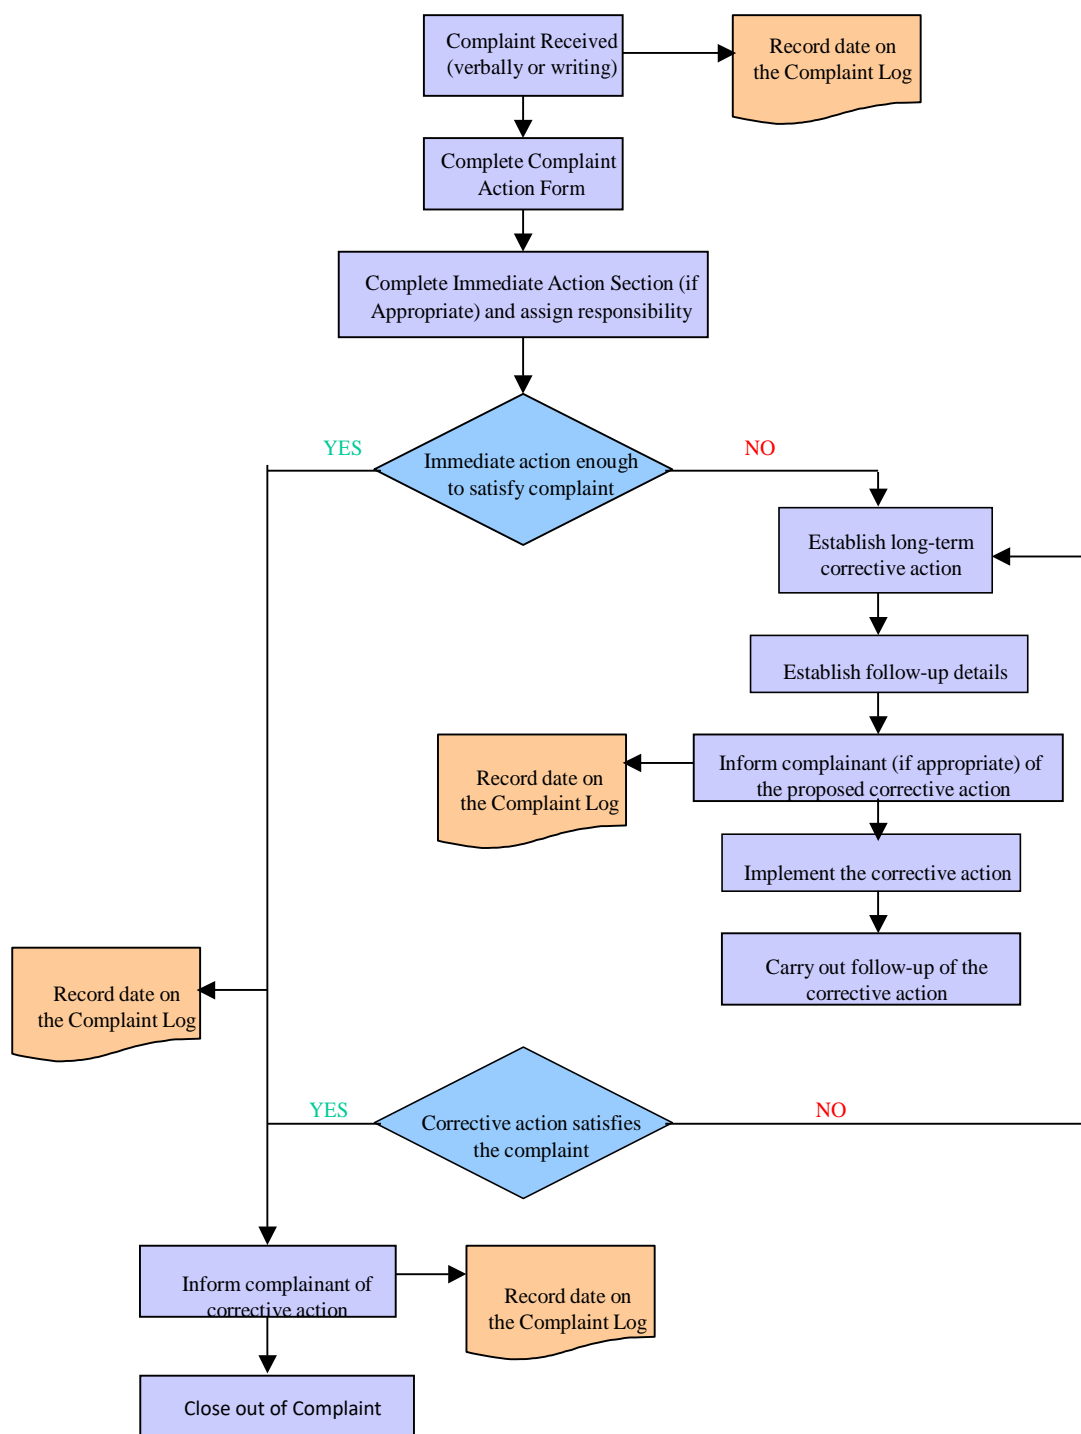 Complaint Received
(verbally or writing)
Record date on
the Complaint Log
Complete Complaint
Action Form
Complete Immediate Action Section (if
Appropriate) and assign responsibility
YES
Immediate action enough
to satisfy complaint
NO
Establish long-term
corrective action
Establish follow-up details
Record date on
the Complaint Log
Inform complainant (if appropriate) of
the proposed corrective action
Implement the corrective action
Carry out follow-up of the
corrective action
Record date on
the Complaint Log
YES
Corrective action satisfies
the complaint
NO
Inform complainant of
corrective action
Record date on
the Complaint Log
Close out of Complaint